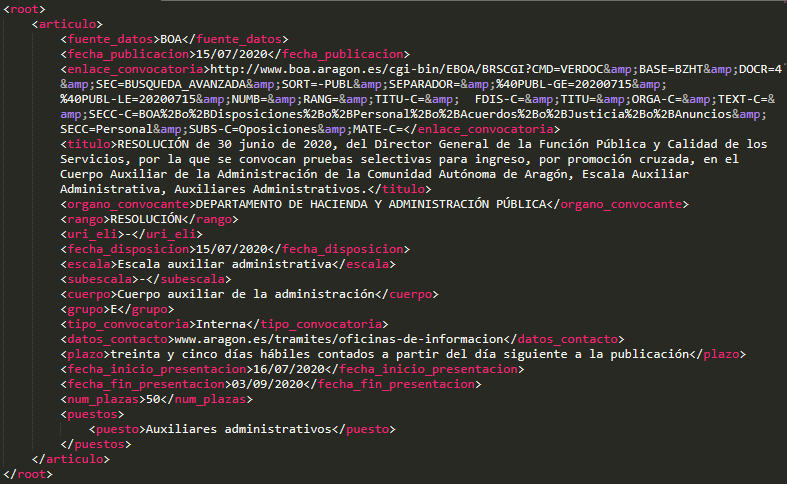 <root>
<articulo>
<fuente_datos>BOA</fuente_datos>
<fecha_publicacion>15/07/2020</fecha_publicacion>
<enlace_convocatoria>http://www.boa.aragon.es/cgi-bin/EBOA/BRSCGI?CMD=VERDOC&amp;BASE=BZHT&amp;DOCR=4
&amp;SEC=BUSQUEDA_AVANZADA&amp;SORT=-PUBL&amp;SEPARADOR=&amp;%40PUBL-GE=20200715&amp;
%40PUBL-LE=20200715&amp;NUMB=&amp;RANG=&amp;TITU-C=&amp;  FDIS-C=&amp;TITU=&amp;ORGA-C=&amp;TEXT-C=&
amp;SECC-C=BOA%2Bo%2BDisposiciones%2Bo%2BPersonal%2Bo%2BAcuerdos%2Bo%2BJusticia%2Bo%2BAnuncios&amp;
SECC=Personal&amp;SUBS-C=Oposiciones&amp;MATE-C=</enlace_convocatoria>
<titulo>RESOLUCIÓN de 30 junio de 2020, del Director General de la Función Pública y Calidad de los
Servicios, por la que se convocan pruebas selectivas para ingreso, por promoción cruzada, en el
Cuerpo Auxiliar de la Administración de la Comunidad Autónoma de Aragón, Escala Auxiliar
Administrativa, Auxiliares Administrativos.</titulo>
<organo_convocante>DEPARTAMENTO DE HACIENDA Y ADMINISTRACIÓN PÚBLICA</organo_convocante>
<rango>RESOLUCIÓN</rango>
<uri_eli>-</uri_eli>
<fecha_disposicion>15/07/2020</fecha_disposicion>
<escala>Escala auxiliar administrativa</escala>
<subescala>-</subescala>
<cuerpo>Cuerpo auxiliar de la administración</cuerpo>
<grupo>E</grupo>
<tipo_convocatoria>Interna</tipo_convocatoria>
<datos_contacto>www.aragon.es/tramites/oficinas-de-informacion</datos_contacto>
<plazo>treinta y cinco días hábiles contados a partir del día siguiente a la publicación</plazo>
<fecha_inicio_presentacion>16/07/2020</fecha_inicio_presentacion>
<fecha_fin_presentacion>03/09/2020</fecha_fin_presentacion>
<num_plazas>50</num_plazas>
<puestos>
<puesto>Auxiliares administrativos</puesto>
</puestos>
</articulo>
</root>